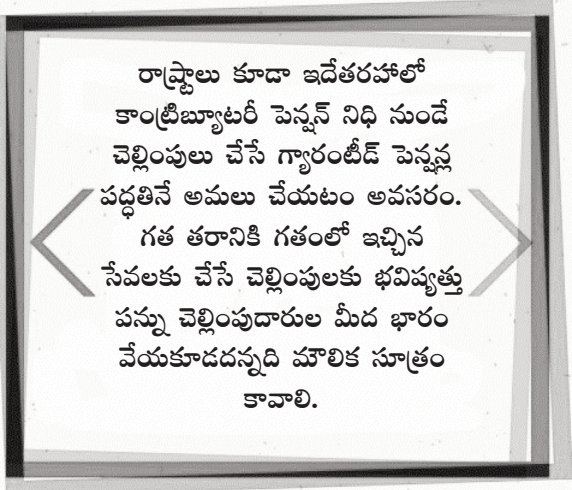 రాష్ట్రాలు కూడా ఇదేతరహాలో
కాంట్రిబ్యూటరీ పెన్షన్ నిధి నుండే
చెల్లింపులు చేసే గ్యారంటీడ్ పెన్షన్ల
పద్ధతినే అమలు చేయటం అవసరం.
గత తరానికి గతంలో ఇచ్చిన
సేవలకు చేసే చెల్లింపులకు భవిష్యత్తు
పన్ను చెల్లింపుదారుల మీద భారం
వేయకూడదన్నది మౌలిక సూత్రం
కావాలి.